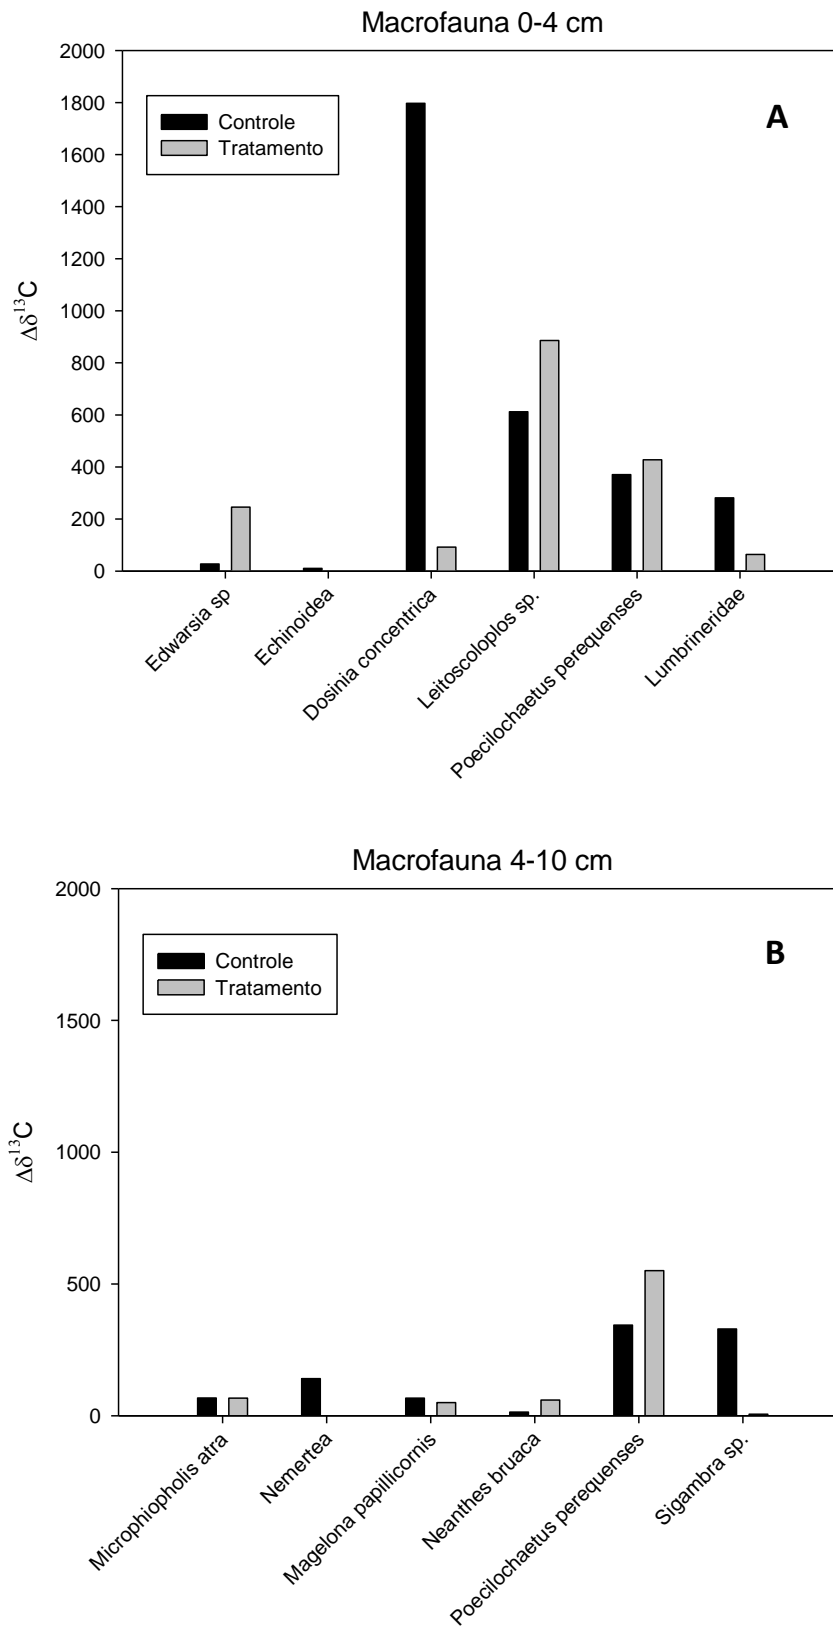 Macrofauna 0-4 cm
2000
1800
1600
1400
1200
1000
800
600
400
200
0
Δδ¹³C
Controle
Tratamento
A
Edwarsia sp
Echinoidea
Dosinia concentrica
Leitoscoloplos sp.
Poecilochaetus perequenses
Lumbrineridae
Macrofauna 4-10 cm
2000
1500
1000
500
0
Δδ¹³C
Controle
Tratamento
B
Microphiopholis atra
Nemertea
Magelona papillicornis
Neanthes bruaca
Poecilochaetus perequenses
Sigambra sp.